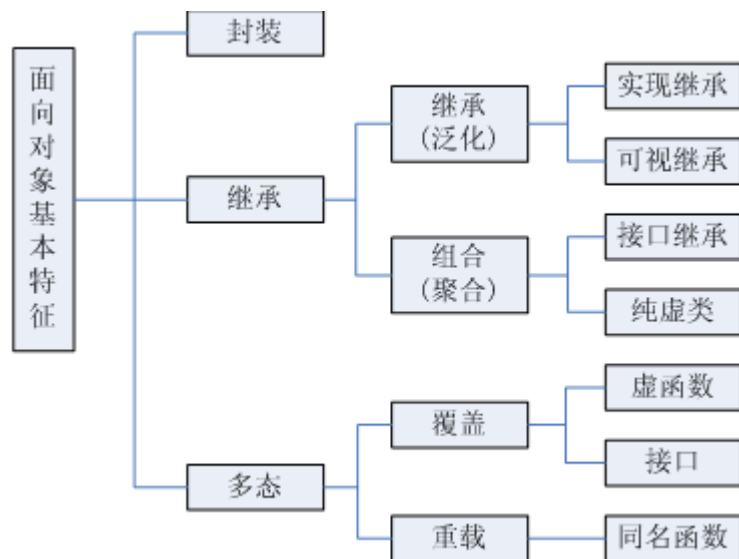 面向对象基本特征
封装
继承
继承
(泛化)
实现继承
可视继承
组合
(聚合)
接口继承
纯虚类
多态
覆盖
虚函数
接口
重载
同名函数